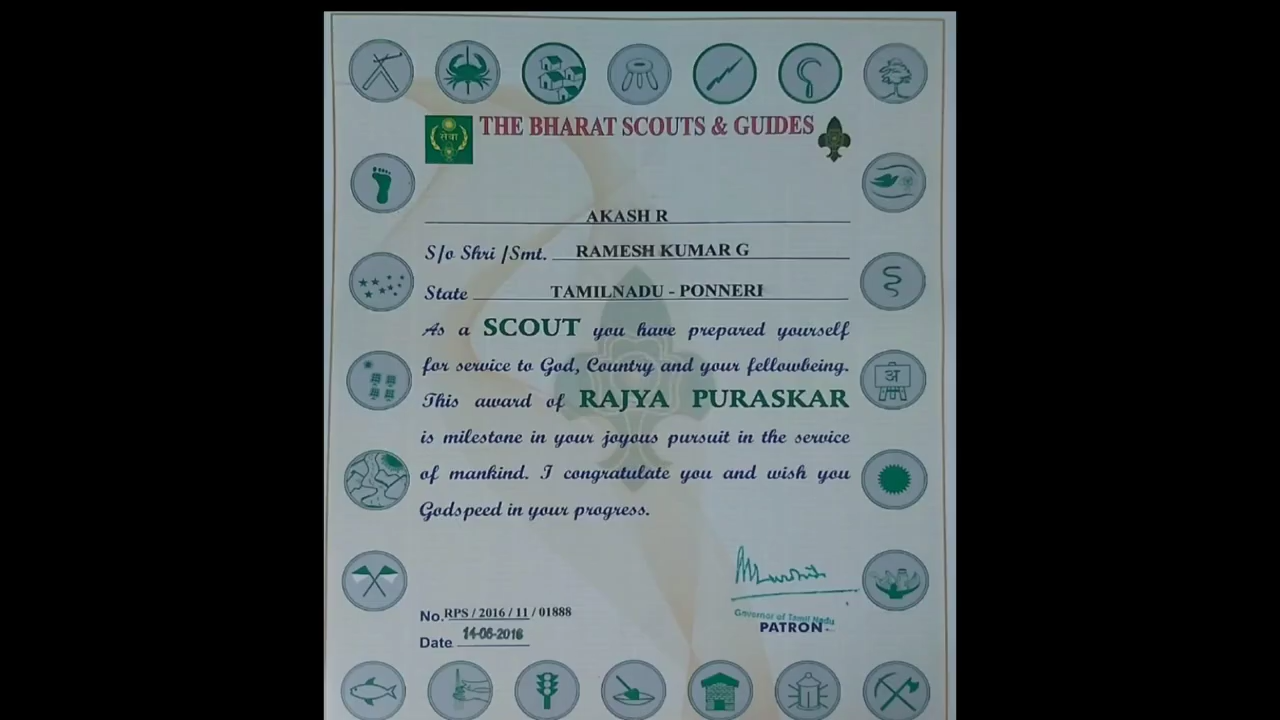 सेवा
THE BHARAT SCOUTS & GUIDES
AKASH R
S/o Shri /Smt. RAMESH KUMAR G
State TAMILNADU - PONNERI
As a SCOUT you have prepared yourself
for service to God, Country and your fellowbeing.
This award of RAJYA PURASKAR
is milestone in your joyous pursuit in the service
of mankind. I congratulate you and wish you
Godspeed in your progress.
अ
No. RPS / 2016 / 11 / 01888
Governor of Tamil Nadu
PATRON
Date 14-06-2016